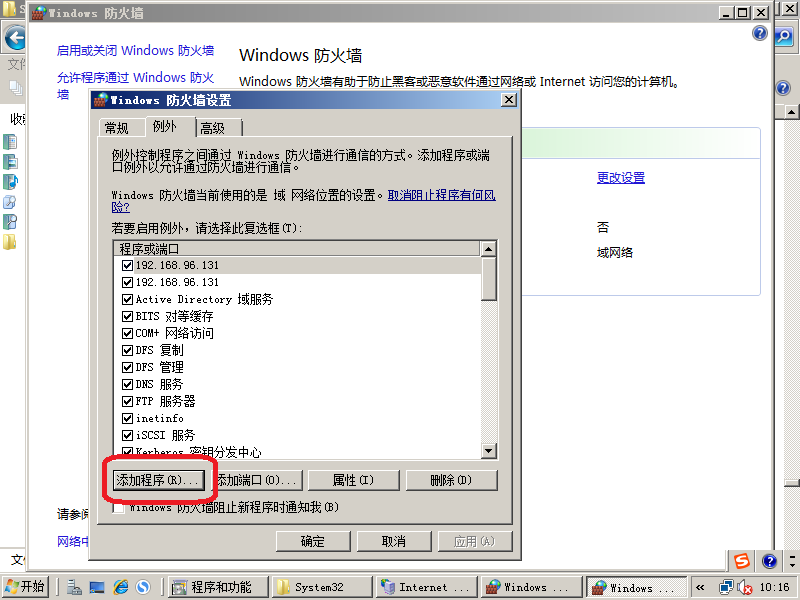 Windows 防火墙
启用或关闭 Windows 防火墙
允许程序通过 Windows 防火
墙
Windows 防火墙
Windows 防火墙有助于防止黑客或恶意软件通过网络或 Internet 访问您的计算机。
更改设置
否
域网络
Windows 防火墙设置
常规 例外 高级
例外控制程序之间通过 Windows 防火墙进行通信的方式。添加程序或端
口例外以允许通过防火墙进行通信。
Windows 防火墙当前使用的是 域 网络位置的设置。取消阻止程序有何风
险?
若要启用例外，请选择此复选框(T):
程序或端口
192.168.96.131
192.168.96.131
Active Directory 域服务
BITS 对等缓存
COM+ 网络访问
DFS 复制
DFS 管理
DNS 服务
FTP 服务器
inetinfo
iSCSI 服务
Kerberos 密钥分发中心
添加程序(R)... 添加端口(O)... 属性(I) 删除(D)
Windows 防火墙阻止新程序时通知我(B)
确定 取消 应用(A)
请参阅
网络中
开始 程序和功能 System32 Internet ... Windows ... Windows ... « 10:16